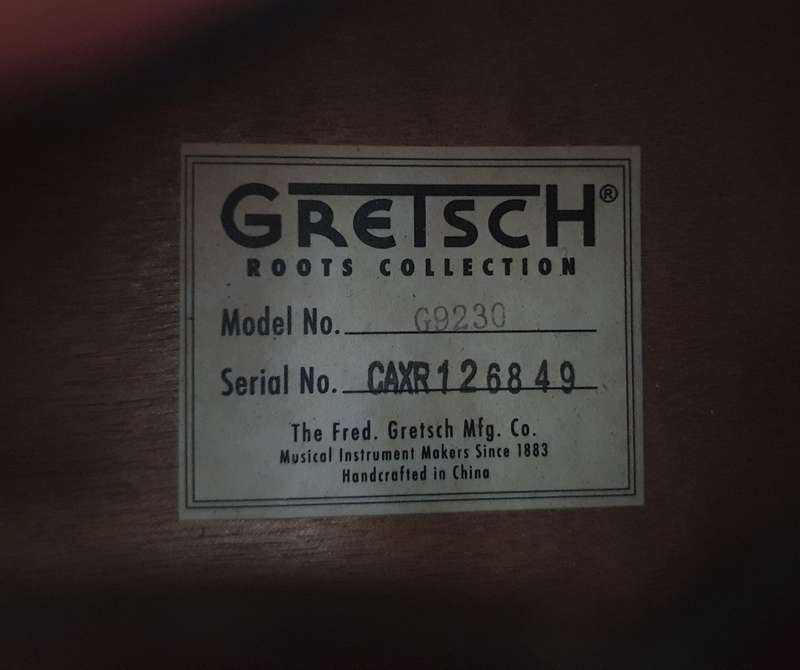 GRETSCH®
ROOTS COLLECTION
Model No. G9230
Serial No. CAXR126849
The Fred. Gretsch Mfg. Co.
Musical Instrument Makers Since 1883
Handcrafted in China